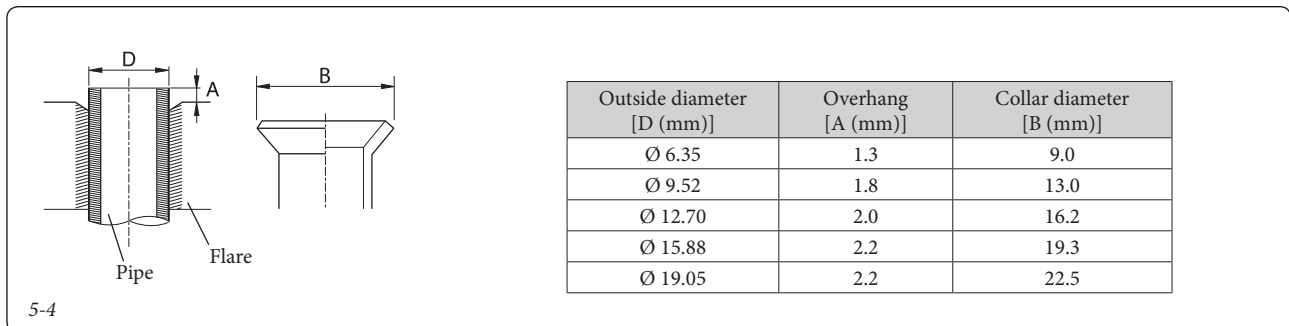 D
A
B
Pipe
Flare
Outside diameter [D (mm)] Overhang [A (mm)] Collar diameter [B (mm)]
Ø 6.35 1.3 9.0
Ø 9.52 1.8 13.0
Ø 12.70 2.0 16.2
Ø 15.88 2.2 19.3
Ø 19.05 2.2 22.5
5-4